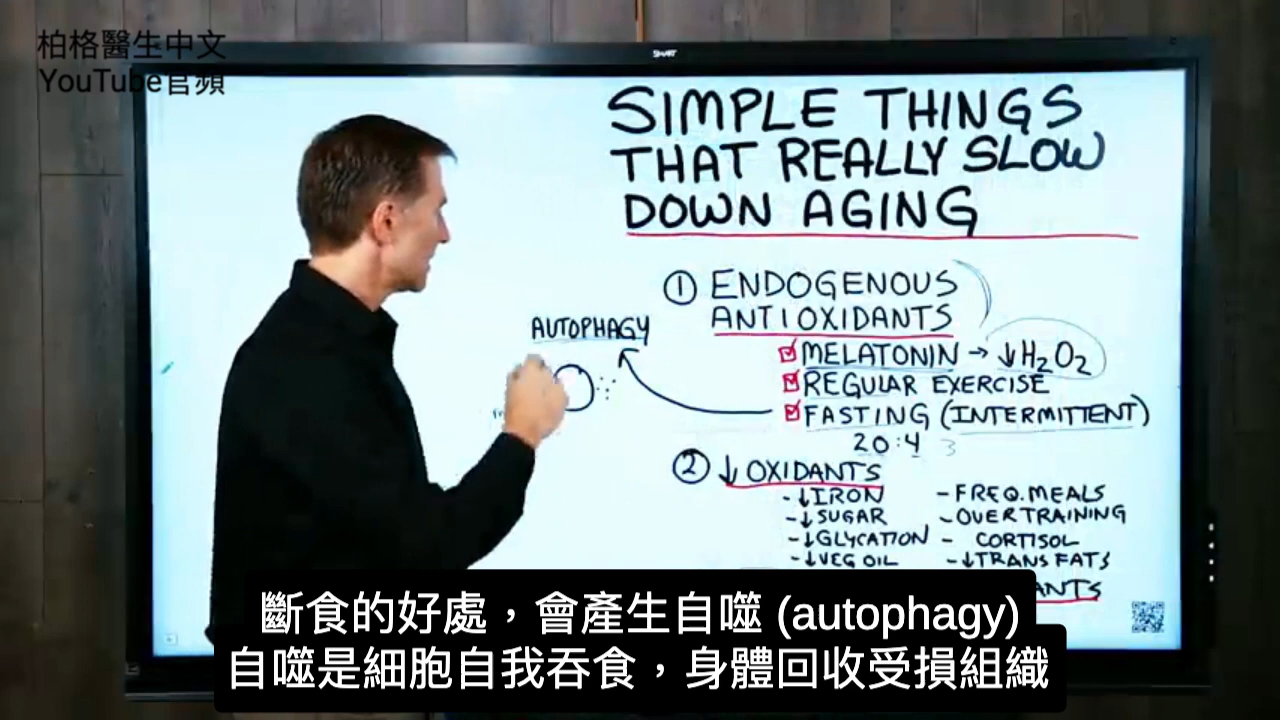 柏格醫生中文
YouTube官頻
SMART
SIMPLE THINGS
THAT REALLY SLOW
DOWN AGING
① ENDOGENOUS
ANTIOXIDANTS
AUTOPHAGY
☑ MELATONIN → ↓H₂O₂
☑ REGULAR EXERCISE
☑ FASTING (INTERMITTENT)
20:4 3
② ↓ OXIDANTS
-↓IRON
-↓SUGAR
-↓GLYCATION
-↓VEG OIL
-FREQ. MEALS
-OVERTRAINING
- CORTISOL
-↓TRANS FATS
ANTS
斷食的好處，會產生自噬 (autophagy)
自噬是細胞自我吞食，身體回收受損組織